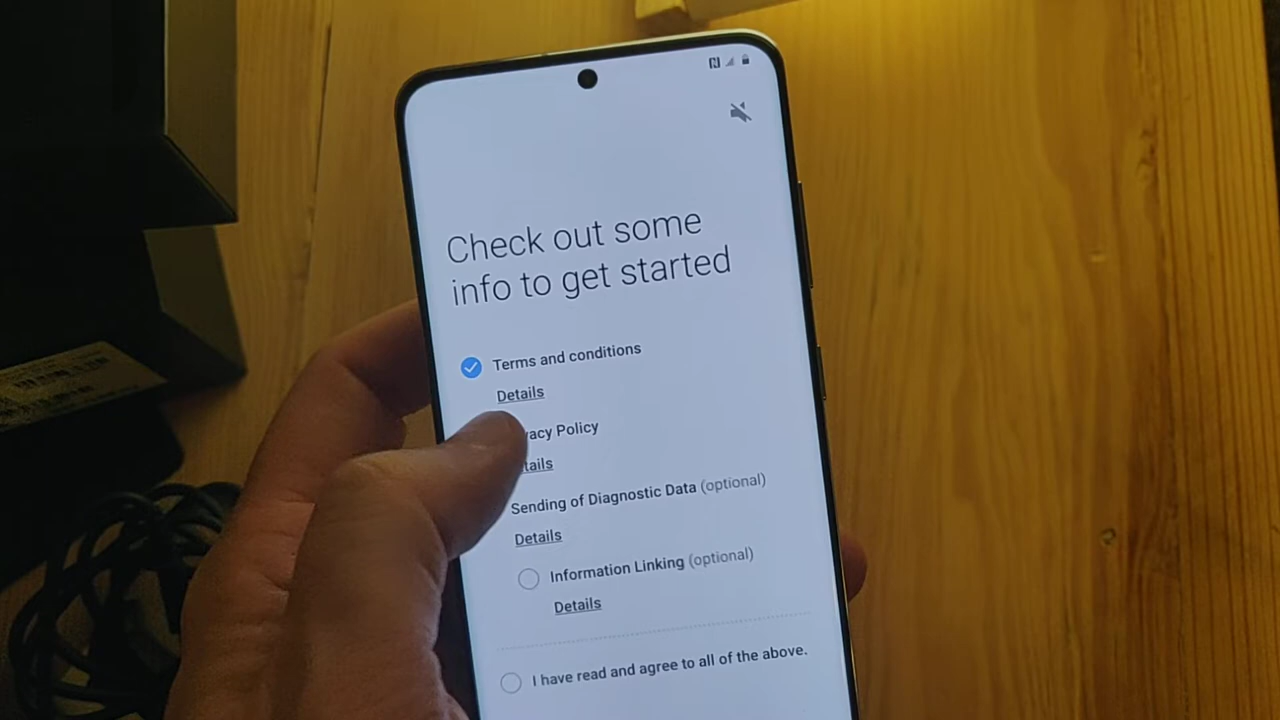 Check out some
info to get started
Terms and conditions
Details
acy Policy
tails
Sending of Diagnostic Data (optional)
Details
Information Linking (optional)
Details
I have read and agree to all of the above.